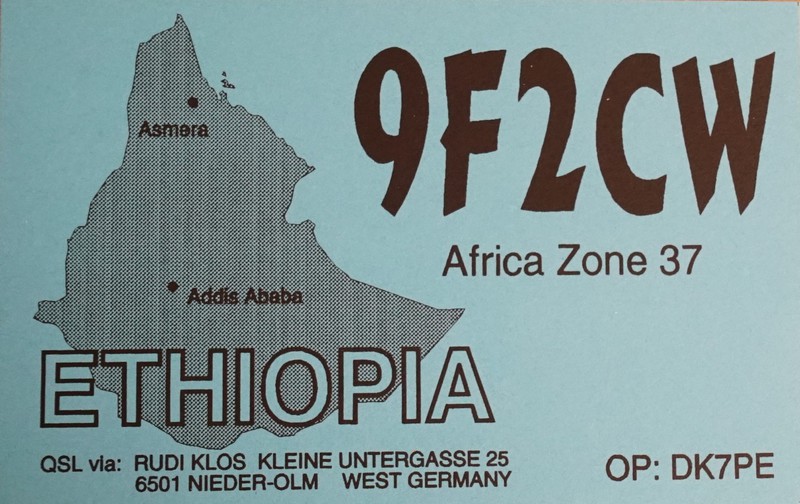 9F2CW
Asmera
Africa Zone 37
Addis Ababa
ETHIOPIA
QSL via: RUDI KLOS KLEINE UNTERGASSE 25
6501 NIEDER-OLM WEST GERMANY
OP: DK7PE